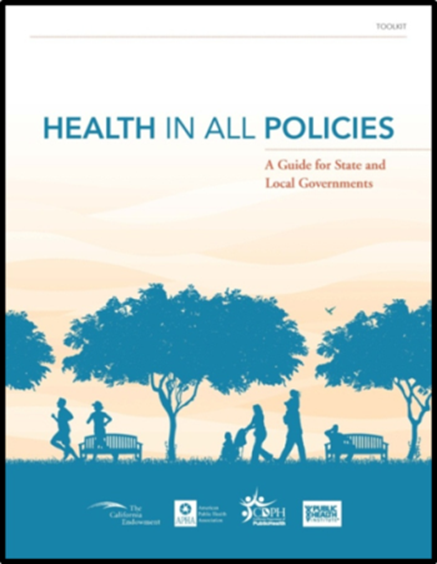 TOOLKIT
HEALTH IN ALL POLICIES
A Guide for State and
Local Governments
The
California
Endowment
APHA
American
Public Health
Association
CDPH
PublicHealth
PUBLIC
HEALTH
INSTITUTE